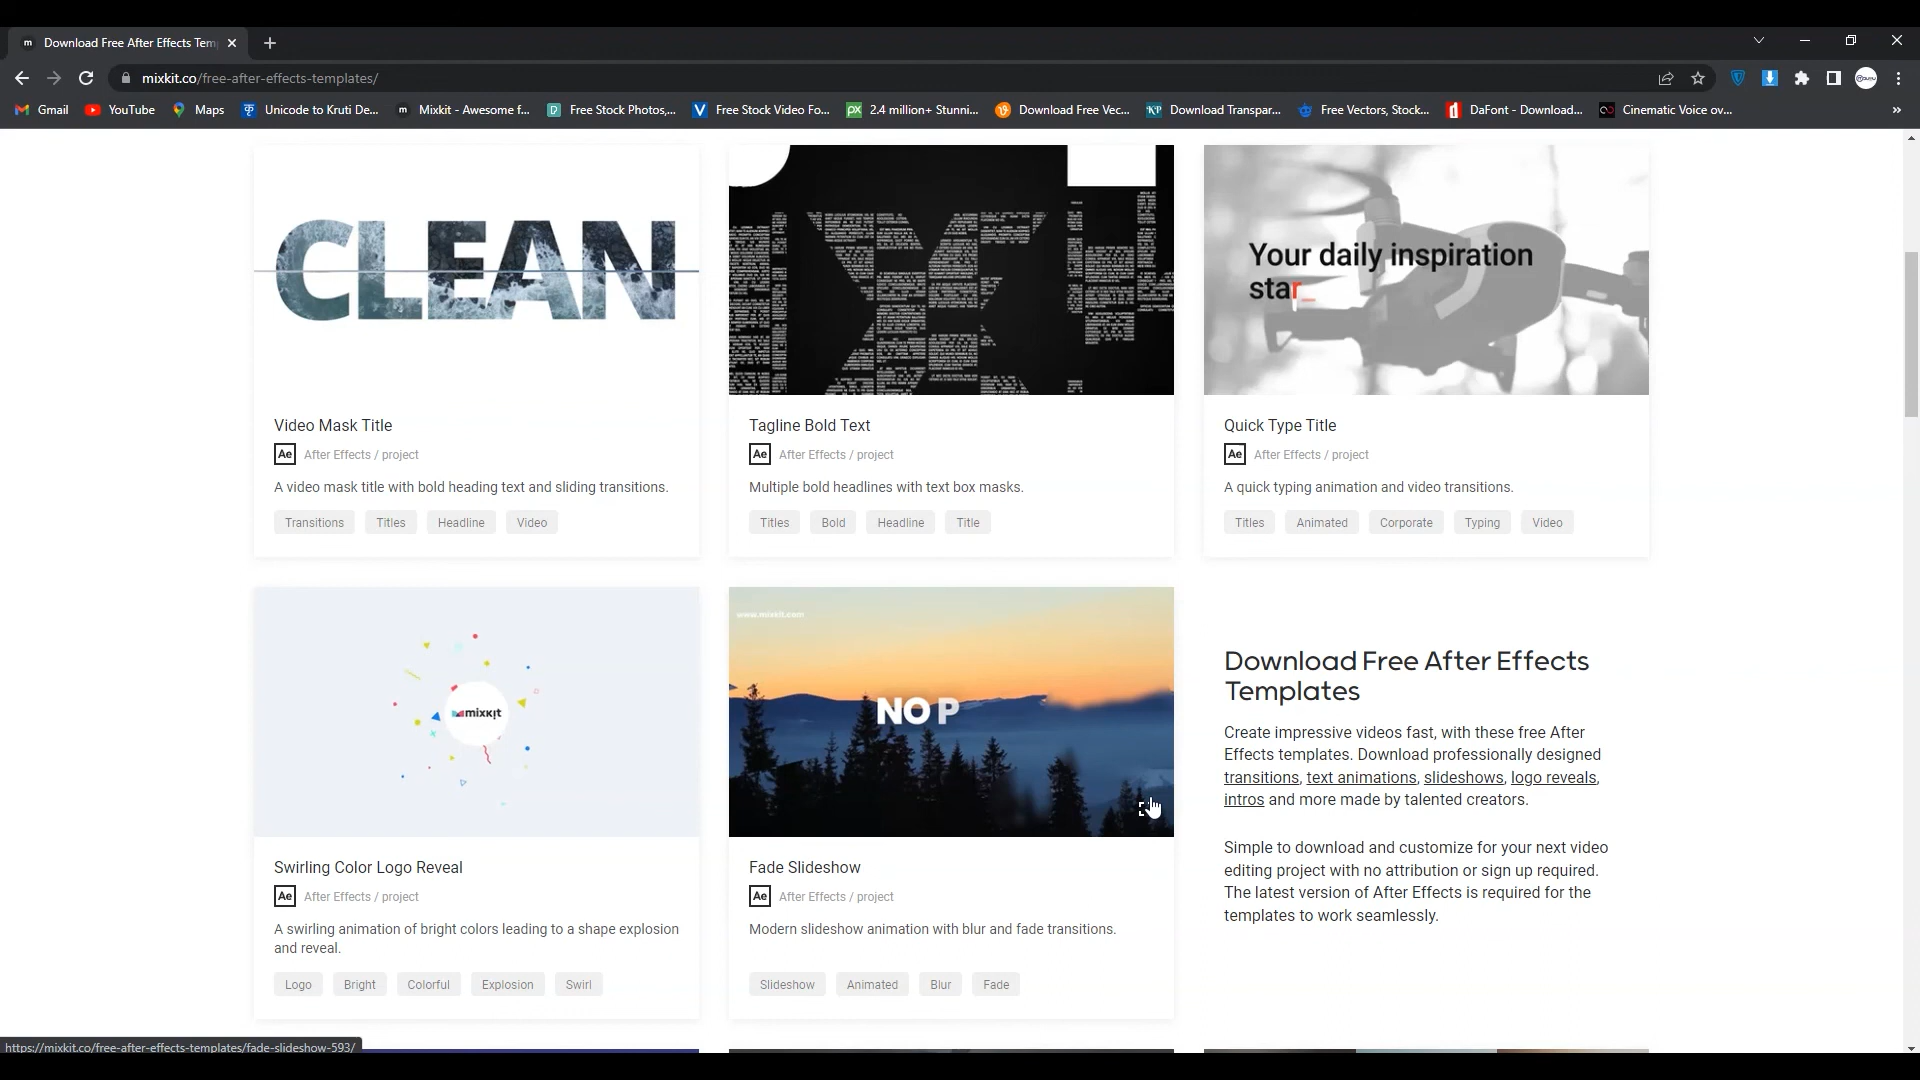 m Download Free After Effects Tem
mixkit.co/free-after-effects-templates/
Gmail YouTube Maps Unicode to Kruti De... m Mixkit - Awesome f... Free Stock Photos,... V Free Stock Video Fo... PX 2.4 million+ Stunni... Download Free Vec... Download Transpar... Free Vectors, Stock... d DaFont - Download... Cinematic Voice ov... »
CLEAN
Your daily inspiration
star_
Video Mask Title
Ae After Effects / project
A video mask title with bold heading text and sliding transitions.
Transitions Titles Headline Video
Tagline Bold Text
Ae After Effects / project
Multiple bold headlines with text box masks.
Titles Bold Headline Title
Quick Type Title
Ae After Effects / project
A quick typing animation and video transitions.
Titles Animated Corporate Typing Video
mixkit
www.mixkit.com
NO P
Swirling Color Logo Reveal
Ae After Effects / project
A swirling animation of bright colors leading to a shape explosion
and reveal.
Logo Bright Colorful Explosion Swirl
Fade Slideshow
Ae After Effects / project
Modern slideshow animation with blur and fade transitions.
Slideshow Animated Blur Fade
Download Free After Effects
Templates
Create impressive videos fast, with these free After
Effects templates. Download professionally designed
transitions, text animations, slideshows, logo reveals,
intros and more made by talented creators.
Simple to download and customize for your next video
editing project with no attribution or sign up required.
The latest version of After Effects is required for the
templates to work seamlessly.
https://mixkit.co/free-after-effects-templates/fade-slideshow-593/